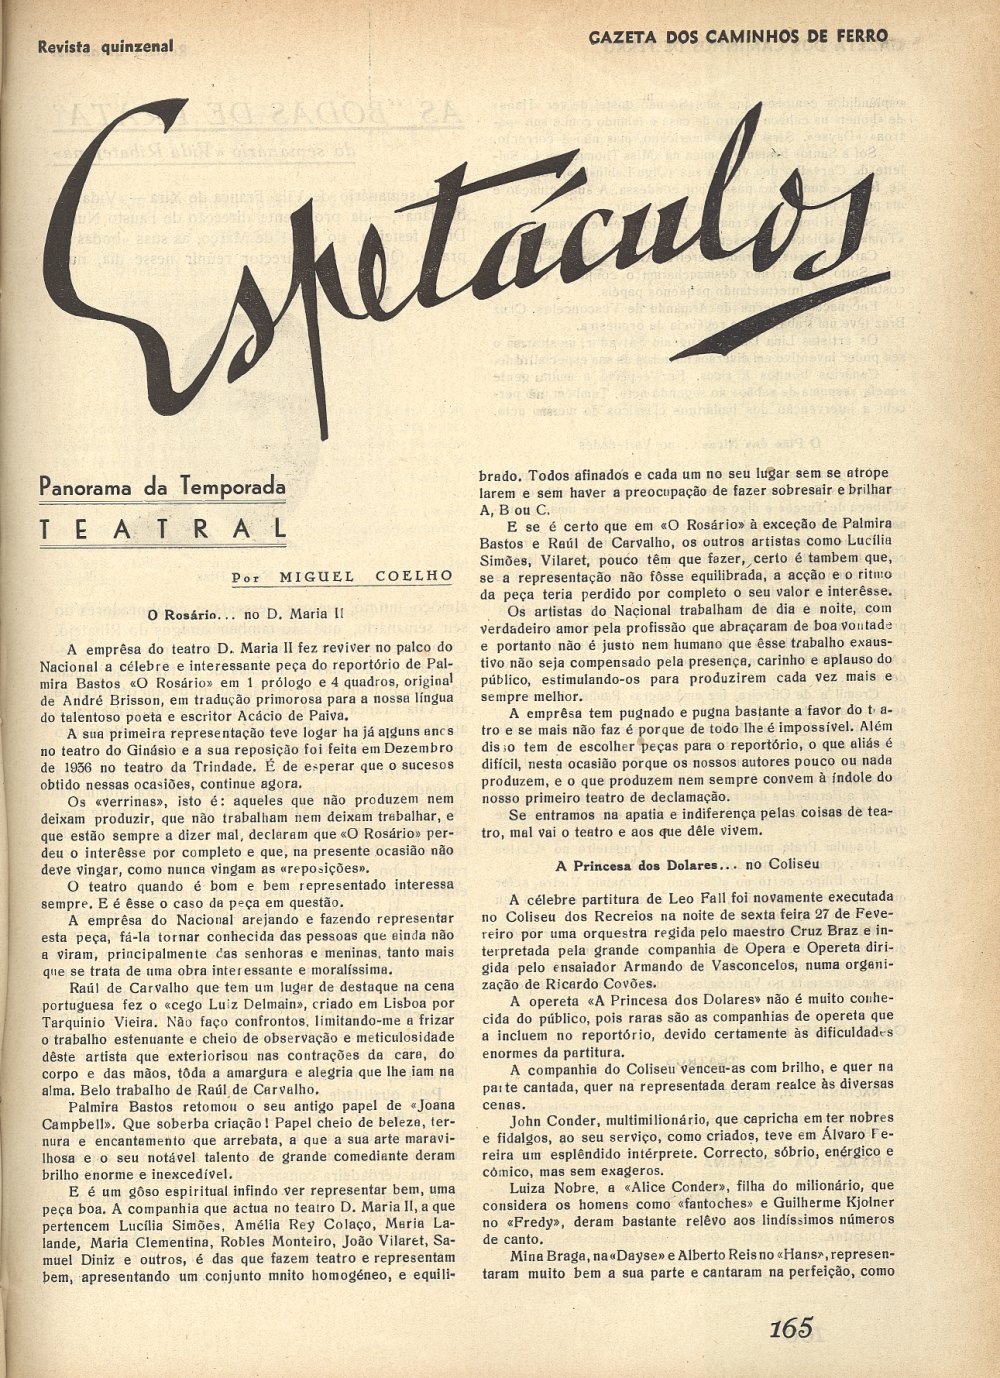 Revista quinzenal
GAZETA DOS CAMINHOS DE FERRO
Espetáculos
Panorama da Temporada
TEATRAL
Por MIGUEL COELHO
O Rosário... no D. Maria II
A emprêsa do teatro D. Maria II fez reviver no palco do
Nacional a célebre e interessante peça do reportório de Pal-
mira Bastos «O Rosário» em 1 prólogo e 4 quadros, original
de André Brisson, em tradução primorosa para a nossa língua
do talentoso poeta e escritor Acácio de Paiva.
A sua primeira representação teve logar ha já alguns anos
no teatro do Ginásio e a sua reposição foi feita em Dezembro
de 1936 no teatro da Trindade. É de esperar que o sucesos
obtido nessas ocasiões, continue agora.
Os «verrinas», isto é: aqueles que não produzem nem
deixam produzir, que não trabalham nem deixam trabalhar, e
que estão sempre a dizer mal, declaram que «O Rosário» per-
deu o interêsse por completo e que, na presente ocasião não
deve vingar, como nunca vingam as «reposições».
O teatro quando é bom e bem representado interessa
sempre. E é êsse o caso da peça em questão.
A emprêsa do Nacional arejando e fazendo representar
esta peça, fá-la tornar conhecida das pessoas que ainda não
a viram, principalmente das senhoras e meninas, tanto mais
que se trata de uma obra interessante e moralíssima.
Raúl de Carvalho que tem um lugar de destaque na cena
portuguesa fez o «cego Luiz Delmain», criado em Lisboa por
Tarquinio Vieira. Não faço confrontos, limitando-me a frizar
o trabalho estenuante e cheio de observação e meticulosidade
dêste artista que exteriorisou nas contrações da cara, do
corpo e das mãos, tôda a amargura e alegria que lhe iam na
alma. Belo trabalho de Raúl de Carvalho.
Palmira Bastos retomou o seu antigo papel de «Joana
Campbell». Que soberba criação! Papel cheio de beleza, ter-
nura e encantamento que arrebata, a que a sua arte maravi-
lhosa e o seu notável talento de grande comediante deram
brilho enorme e inexcedível.
E é um gôso espiritual infindo ver representar bem, uma
peça boa. A companhia que actua no teatro D. Maria II, a que
pertencem Lucília Simões, Amélia Rey Colaço, Maria La-
lande, Maria Clementina, Robles Monteiro, João Vilaret, Sa-
muel Diniz e outros, é das que fazem teatro e representam
bem, apresentando um conjunto mnito homogéneo, e equili-
brado. Todos afinados e cada um no seu lugar sem se atrope
larem e sem haver a preocupação de fazer sobresair e brilhar
A, B ou C.
E se é certo que em «O Rosário» à exceção de Palmira
Bastos e Raúl de Carvalho, os outros artistas como Lucília
Simões, Vilaret, pouco têm que fazer, certo é tambem que,
se a representação não fôsse equilibrada, a acção e o ritmo
da peça teria perdido por completo o seu valor e interêsse.
Os artistas do Nacional trabalham de dia e noite, com
verdadeiro amor pela profissão que abraçaram de boa vontade
e portanto não é justo nem humano que êsse trabalho exaus-
tivo não seja compensado pela presença, carinho e aplauso do
público, estimulando-os para produzirem cada vez mais e
sempre melhor.
A emprêsa tem pugnado e pugna bastante a favor do teatro-
tro e se mais não faz é porque de todo lhe é impossível. Além
disso tem de escolher peças para o reportório, o que aliás é
difícil, nesta ocasião porque os nossos autores pouco ou nada
produzem, e o que produzem nem sempre convem à índole do
nosso primeiro teatro de declamação.
Se entramos na apatia e indiferença pelas coisas de tea-
tro, mal vai o teatro e aos que dêle vivem.
A Princesa dos Dolares... no Coliseu
A célebre partitura de Leo Fall foi novamente executada
no Coliseu dos Recreios na noite de sexta feira 27 de Feve-
reiro por uma orquestra regida pelo maestro Cruz Braz e in-
terpretada pela grande companhia de Opera e Opereta diri-
gida pelo ensaiador Armando de Vasconcelos, numa organi-
zação de Ricardo Covões.
A opereta «A Princesa dos Dolares» não é muito conhe-
cida do público, pois raras são as companhias de opereta que
a incluem no reportório, devido certamente às dificuldades
enormes da partitura.
A companhia do Coliseu venceu-as com brilho, e quer na
parte cantada, quer na representada deram realce às diversas
cenas.
John Conder, multimilionário, que capricha em ter nobres
e fidalgos, ao seu serviço, como criados, teve em Álvaro Pe-
reira um esplêndido intérprete. Correcto, sóbrio, enérgico e
cómico, mas sem exageros.
Luiza Nobre, a «Alice Conder», filha do milionário, que
considera os homens como «fantoches» e Guilherme Kjolner
no «Fredy», deram bastante relêvo aos lindíssimos números
de canto.
Mina Braga, na «Dayse» e Alberto Reis no «Hans», represen-
taram muito bem a sua parte e cantaram na perfeição, como
165